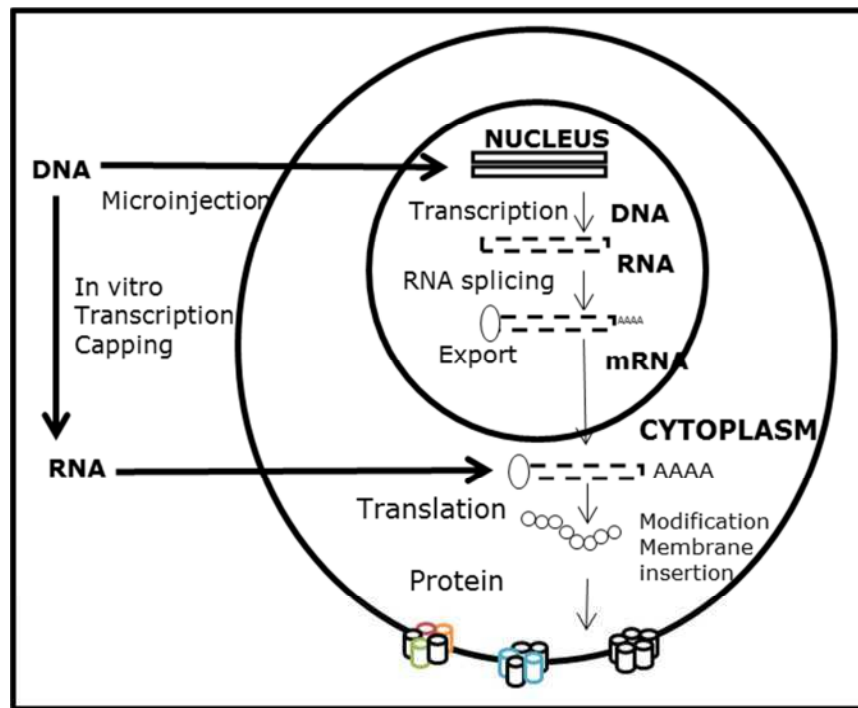 NUCLEUS
DNA
Microinjection
Transcription
DNA
RNA
RNA splicing
In vitro
Transcription
Capping
AAAA
Export
mRNA
CYTOPLASM
RNA
AAAA
Translation
Modification
Membrane
insertion
Protein